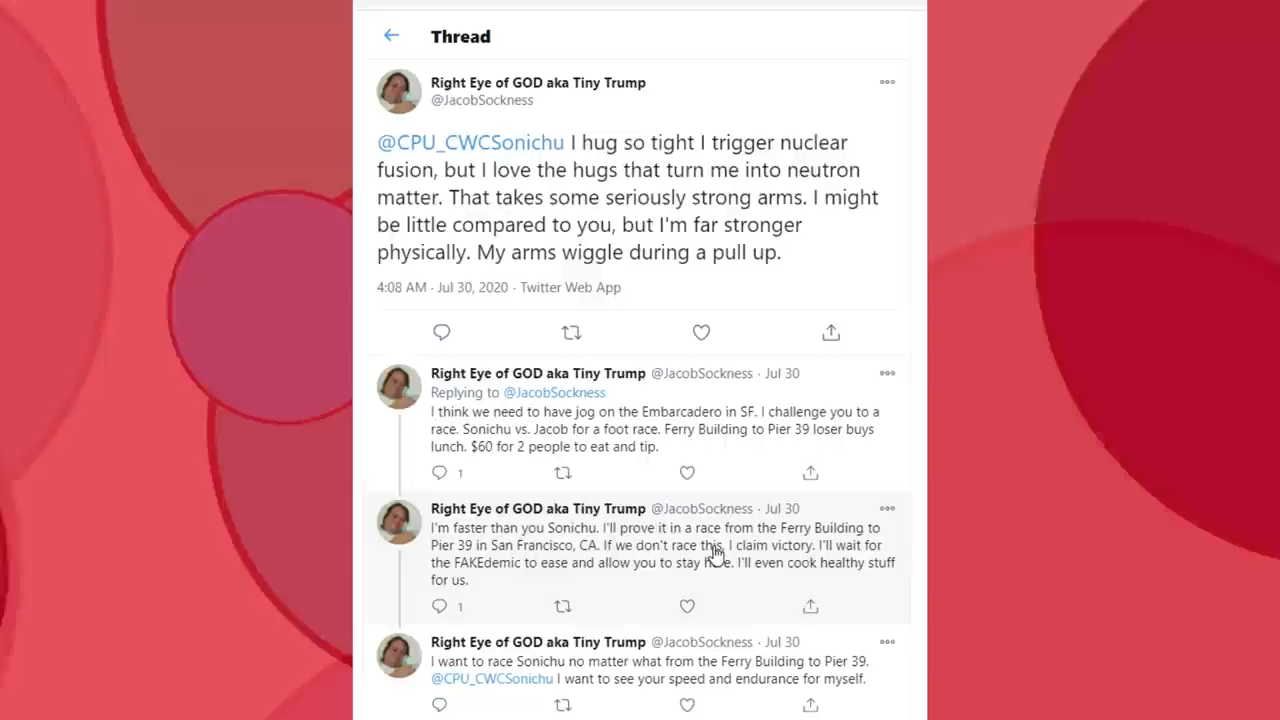 Thread
Right Eye of GOD aka Tiny Trump
@JacobSockness
@CPU_CWCSonichu I hug so tight I trigger nuclear
fusion, but I love the hugs that turn me into neutron
matter. That takes some seriously strong arms. I might
be little compared to you, but I'm far stronger
physically. My arms wiggle during a pull up.
4:08 AM · Jul 30, 2020 · Twitter Web App
Right Eye of GOD aka Tiny Trump @JacobSockness · Jul 30
Replying to @JacobSockness
I think we need to have jog on the Embarcadero in SF. I challenge you to a
race. Sonichu vs. Jacob for a foot race. Ferry Building to Pier 39 loser buys
lunch. $60 for 2 people to eat and tip.
1
Right Eye of GOD aka Tiny Trump @JacobSockness · Jul 30
I'm faster than you Sonichu. I'll prove it in a race from the Ferry Building to
Pier 39 in San Francisco, CA. If we don't race this, I claim victory. I'll wait for
the FAKEdemic to ease and allow you to stay I'll even cook healthy stuff
for us.
1
Right Eye of GOD aka Tiny Trump @JacobSockness · Jul 30
I want to race Sonichu no matter what from the Ferry Building to Pier 39.
@CPU_CWCSonichu I want to see your speed and endurance for myself.